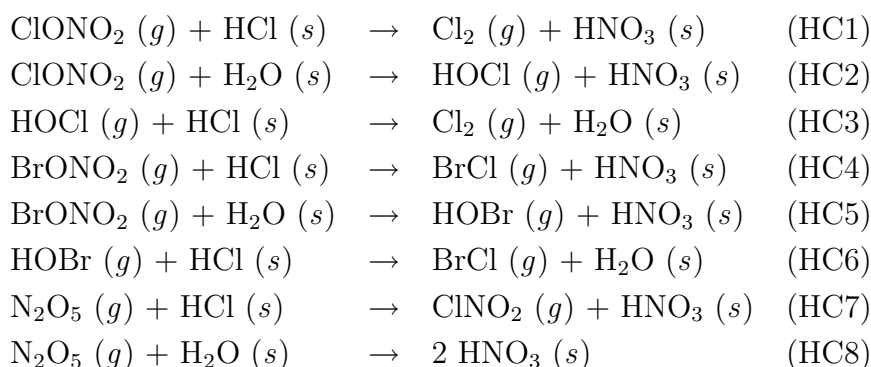 ClONO₂ (g) + HCl (s) → Cl₂ (g) + HNO₃ (s) (HC1)
ClONO₂ (g) + H₂O (s) → HOCl (g) + HNO₃ (s) (HC2)
HOCl (g) + HCl (s) → Cl₂ (g) + H₂O (s) (HC3)
BrONO₂ (g) + HCl (s) → BrCl (g) + HNO₃ (s) (HC4)
BrONO₂ (g) + H₂O (s) → HOBr (g) + HNO₃ (s) (HC5)
HOBr (g) + HCl (s) → BrCl (g) + H₂O (s) (HC6)
N₂O₅ (g) + HCl (s) → ClNO₂ (g) + HNO₃ (s) (HC7)
N₂O₅ (g) + H₂O (s) → 2 HNO₃ (s) (HC8)